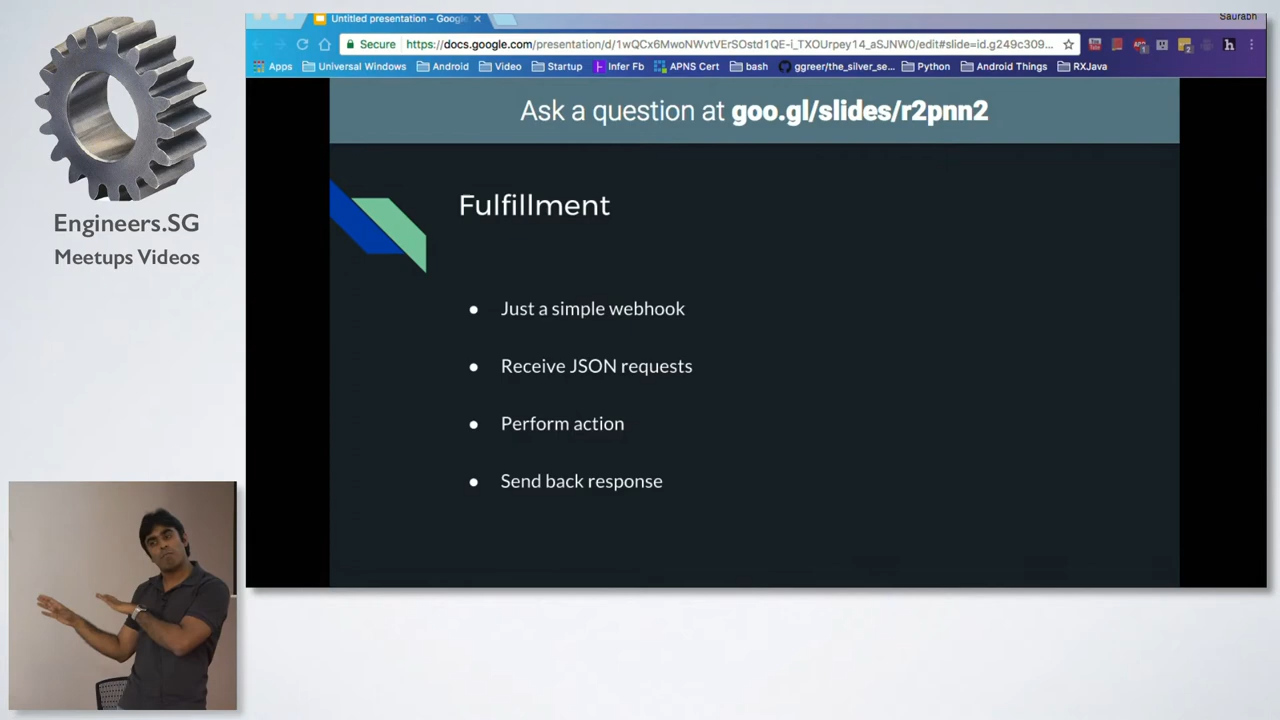 Engineers.SG
Meetups Videos
Untitled presentation - Google
Saurabh
Secure
https://docs.google.com/presentation/d/1wQCx6MwoNWvtVErSOstd1QE-i_TXOUrpey14_aSJNW0/edit#slide=id.g249c309...
Apps Universal Windows Android Video Startup Infer Fb APNS Cert bash ggreer/the_silver_se... Python Android Things RXJava
Ask a question at goo.gl/slides/r2pnn2
Fulfillment
● Just a simple webhook
● Receive JSON requests
● Perform action
● Send back response